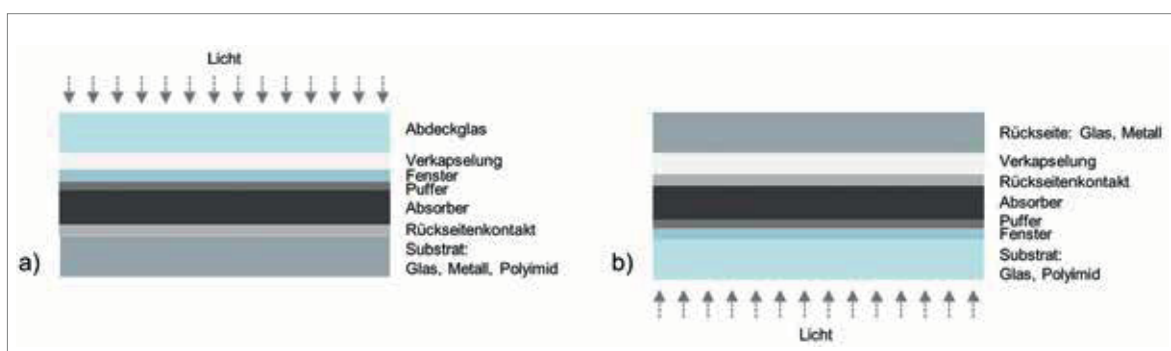 Licht
Abdeckglas
Verkapselung
Fenster
Puffer
Absorber
Rückseitenkontakt
Substrat:
Glas, Metall, Polyimid
a)
Rückseite: Glas, Metall
Verkapselung
Rückseitenkontakt
Absorber
Puffer
Fenster
Substrat:
Glas, Polyimid
b)
Licht